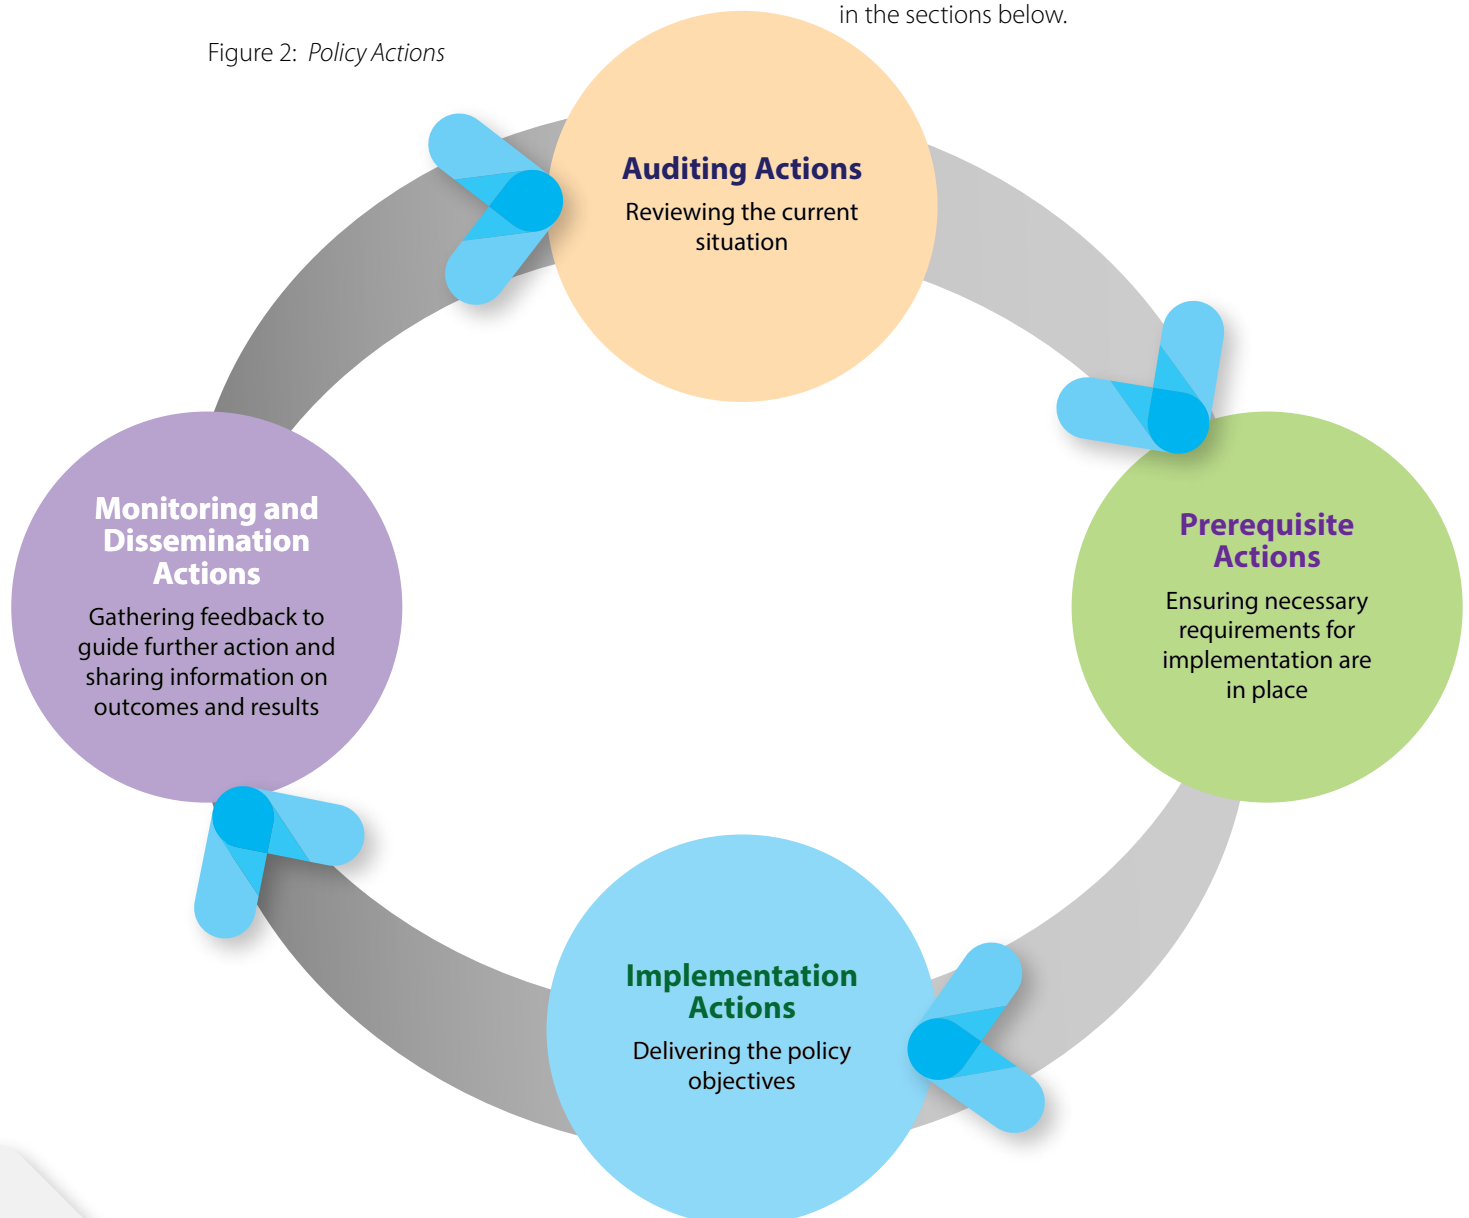 in the sections below.
Figure 2: Policy Actions
Auditing Actions
Reviewing the current
situation
Prerequisite
Actions
Ensuring necessary
requirements for
implementation are
in place
Implementation
Actions
Delivering the policy
objectives
Monitoring and
Dissemination
Actions
Gathering feedback to
guide further action and
sharing information on
outcomes and results